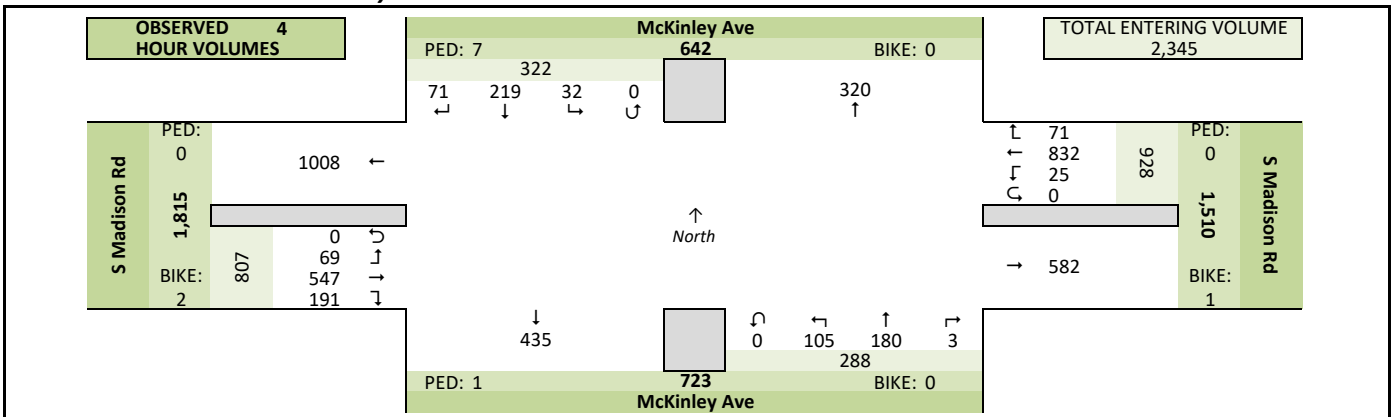 OBSERVED 4
HOUR VOLUMES
McKinley Ave
PED: 7 642 BIKE: 0
TOTAL ENTERING VOLUME
2,345
322
71 219 32 0
↵ ↓ ↳ ↺
320
↑
S Madison Rd
PED:
0
1,815
BIKE:
2
1008 ←
807
0 ⮌
69 ↰
547 →
191 ↴
↑
North
↱ 71
← 832
↲ 25
⮎ 0
928
PED:
0
1,510
BIKE:
1
S Madison Rd
→ 582
↓
435
↶ ↰ ↑ ↱
0 105 180 3
288
PED: 1 723 BIKE: 0
McKinley Ave